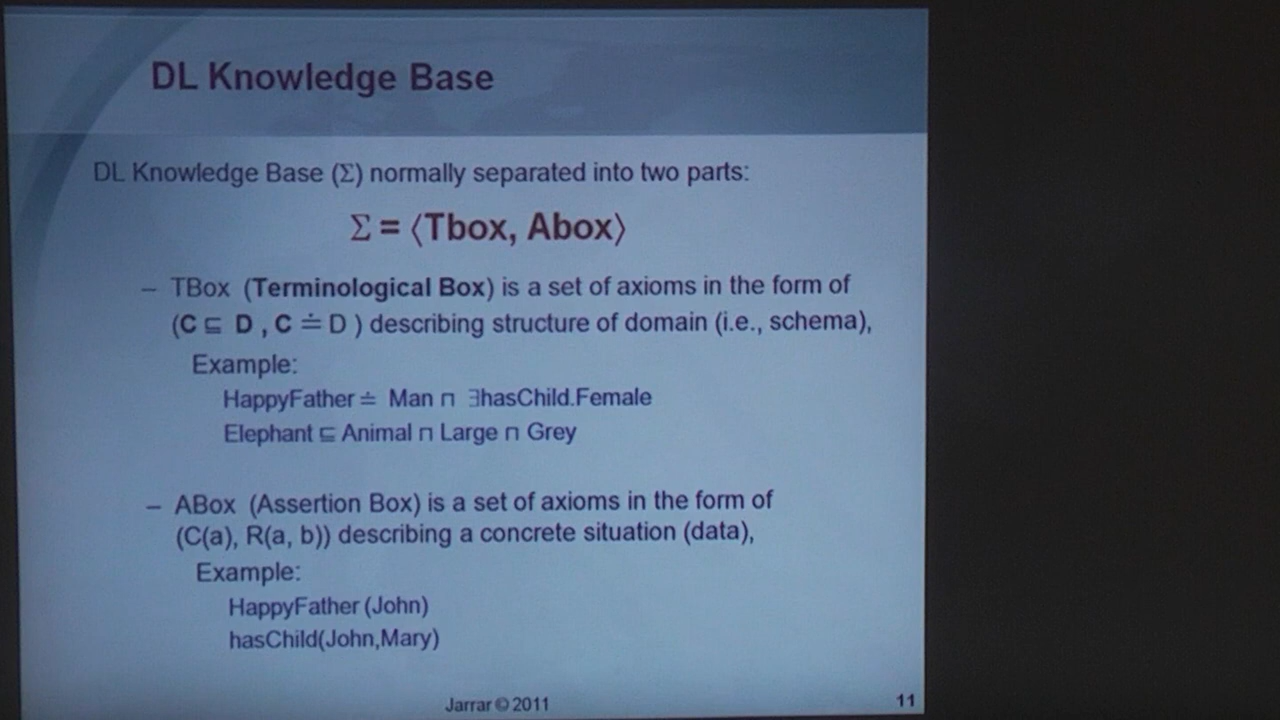 DL Knowledge Base
DL Knowledge Base (Σ) normally separated into two parts:
Σ = ⟨Tbox, Abox⟩
– TBox (Terminological Box) is a set of axioms in the form of
(C ⊑ D , C ≐ D ) describing structure of domain (i.e., schema),
Example:
HappyFather ≐ Man ⊓ ∃hasChild.Female
Elephant ⊑ Animal ⊓ Large ⊓ Grey
– ABox (Assertion Box) is a set of axioms in the form of
(C(a), R(a, b)) describing a concrete situation (data),
Example:
HappyFather (John)
hasChild(John,Mary)
Jarrar © 2011
11